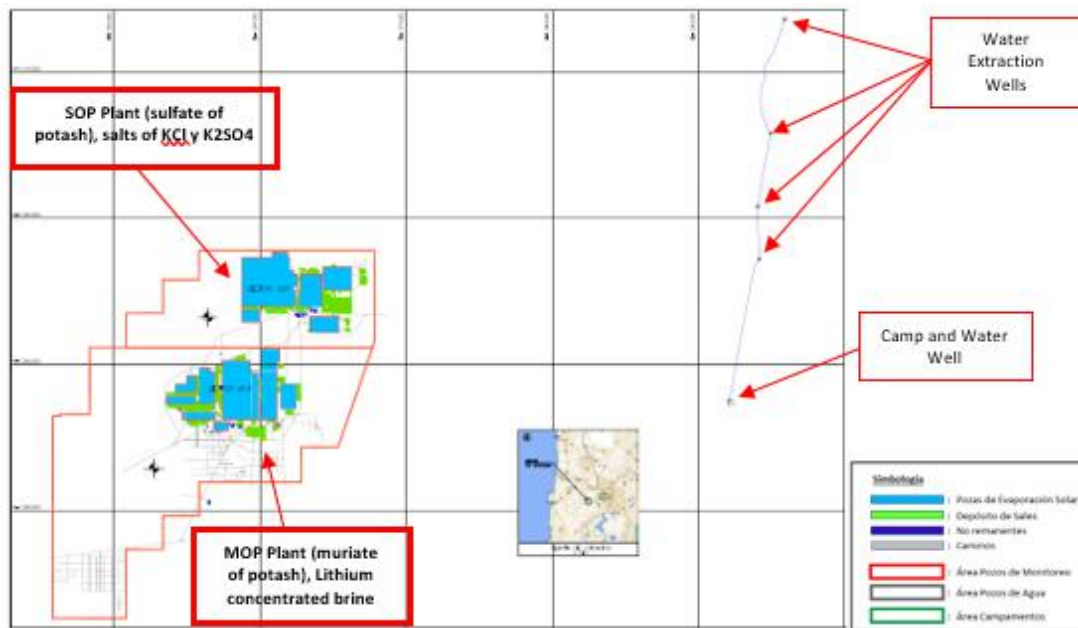 Water
Extraction
Wells
SOP Plant (sulfate of
potash), salts of KCl y K2SO4
Camp and Water
Well
MOP Plant (muriate
of potash), Lithium
concentrated brine
Simbología
: Pozas de Evaporación Solar
: Depósito de Sales
: No remanentes
: Caminos
: Área Pozos de Monitoreo
: Área Pozos de Agua
: Área Campamentos